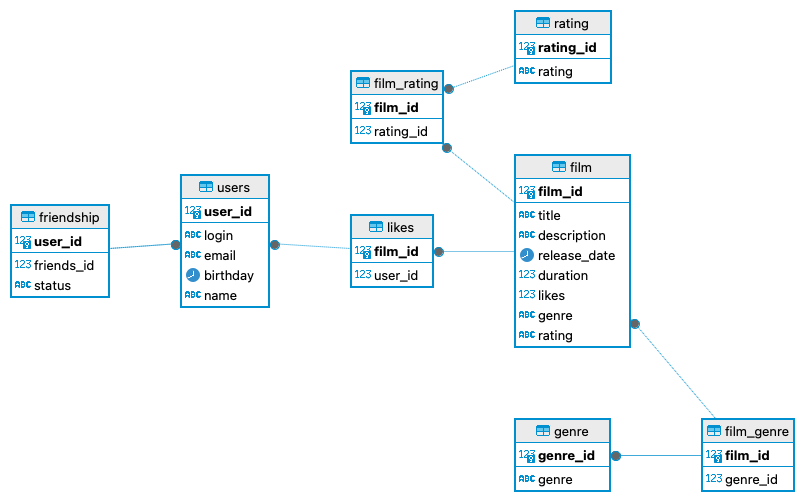 rating
123 rating_id
ABC rating
film_rating
123 film_id
123 rating_id
film
123 film_id
ABC title
ABC description
release_date
123 duration
123 likes
ABC genre
ABC rating
users
123 user_id
ABC login
ABC email
birthday
ABC name
friendship
123 user_id
123 friends_id
ABC status
likes
123 film_id
123 user_id
genre
123 genre_id
ABC genre
film_genre
123 film_id
123 genre_id